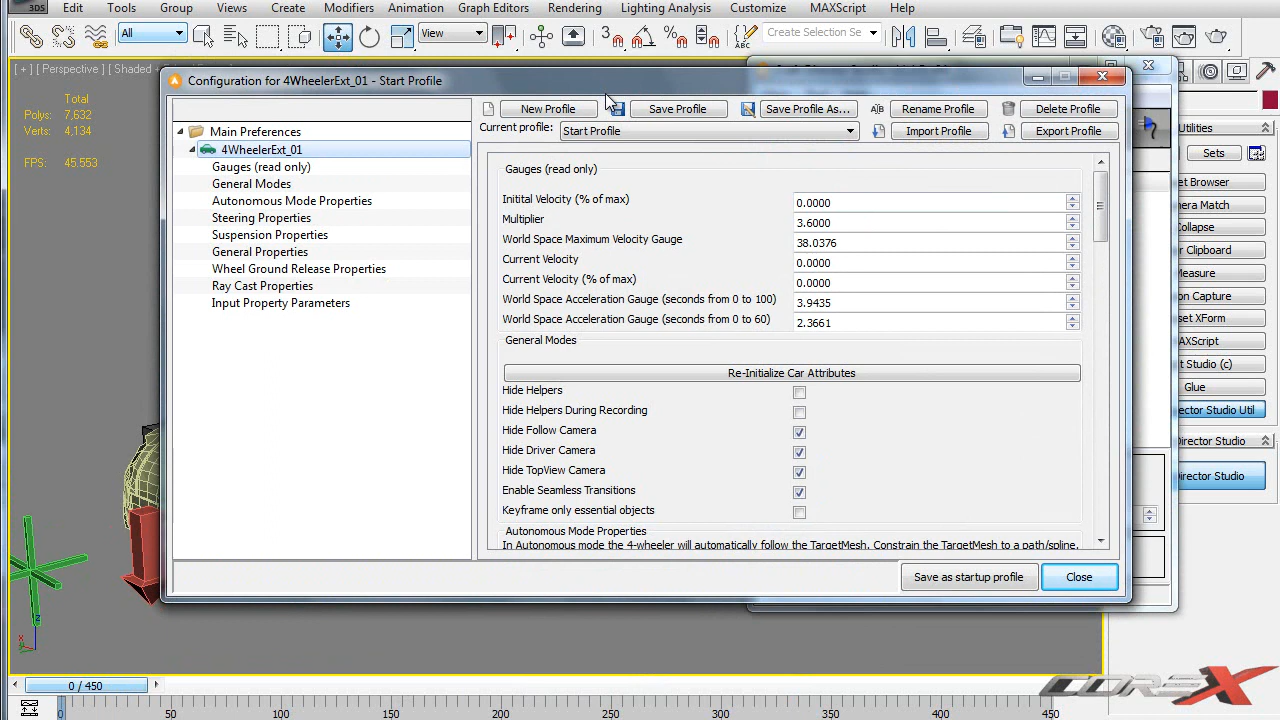 Edit Tools Group Views Create Modifiers Animation Graph Editors Rendering Lighting Analysis Customize MAXScript Help
3DS
All View 3 Create Selection Se
[ + ] [ Perspective ] [ Shaded
Total
Polys: 7,632
Verts: 4,134
FPS: 45.553
Configuration for 4WheelerExt_01 - Start Profile
New Profile Save Profile Save Profile As... Rename Profile Delete Profile
Current profile: Start Profile Import Profile Export Profile
Main Preferences
4WheelerExt_01
Gauges (read only)
General Modes
Autonomous Mode Properties
Steering Properties
Suspension Properties
General Properties
Wheel Ground Release Properties
Ray Cast Properties
Input Property Parameters
Gauges (read only)
Initital Velocity (% of max) 0.0000
Multiplier 3.6000
World Space Maximum Velocity Gauge 38.0376
Current Velocity 0.0000
Current Velocity (% of max) 0.0000
World Space Acceleration Gauge (seconds from 0 to 100) 3.9435
World Space Acceleration Gauge (seconds from 0 to 60) 2.3661
General Modes
Re-Initialize Car Attributes
Hide Helpers
Hide Helpers During Recording
Hide Follow Camera
Hide Driver Camera
Hide TopView Camera
Enable Seamless Transitions
Keyframe only essential objects
Autonomous Mode Properties
In Autonomous mode the 4-wheeler will automatically follow the TargetMesh. Constrain the TargetMesh to a path/spline.
Save as startup profile Close
Utilities
Sets
et Browser
mera Match
Collapse
r Clipboard
Measure
on Capture
set XForm
AXScript
t Studio (c)
Glue
ector Studio Util
Director Studio
Director Studio
z
x
0 / 450
0 50 100 150 200 250 300 350 400 450
COREX